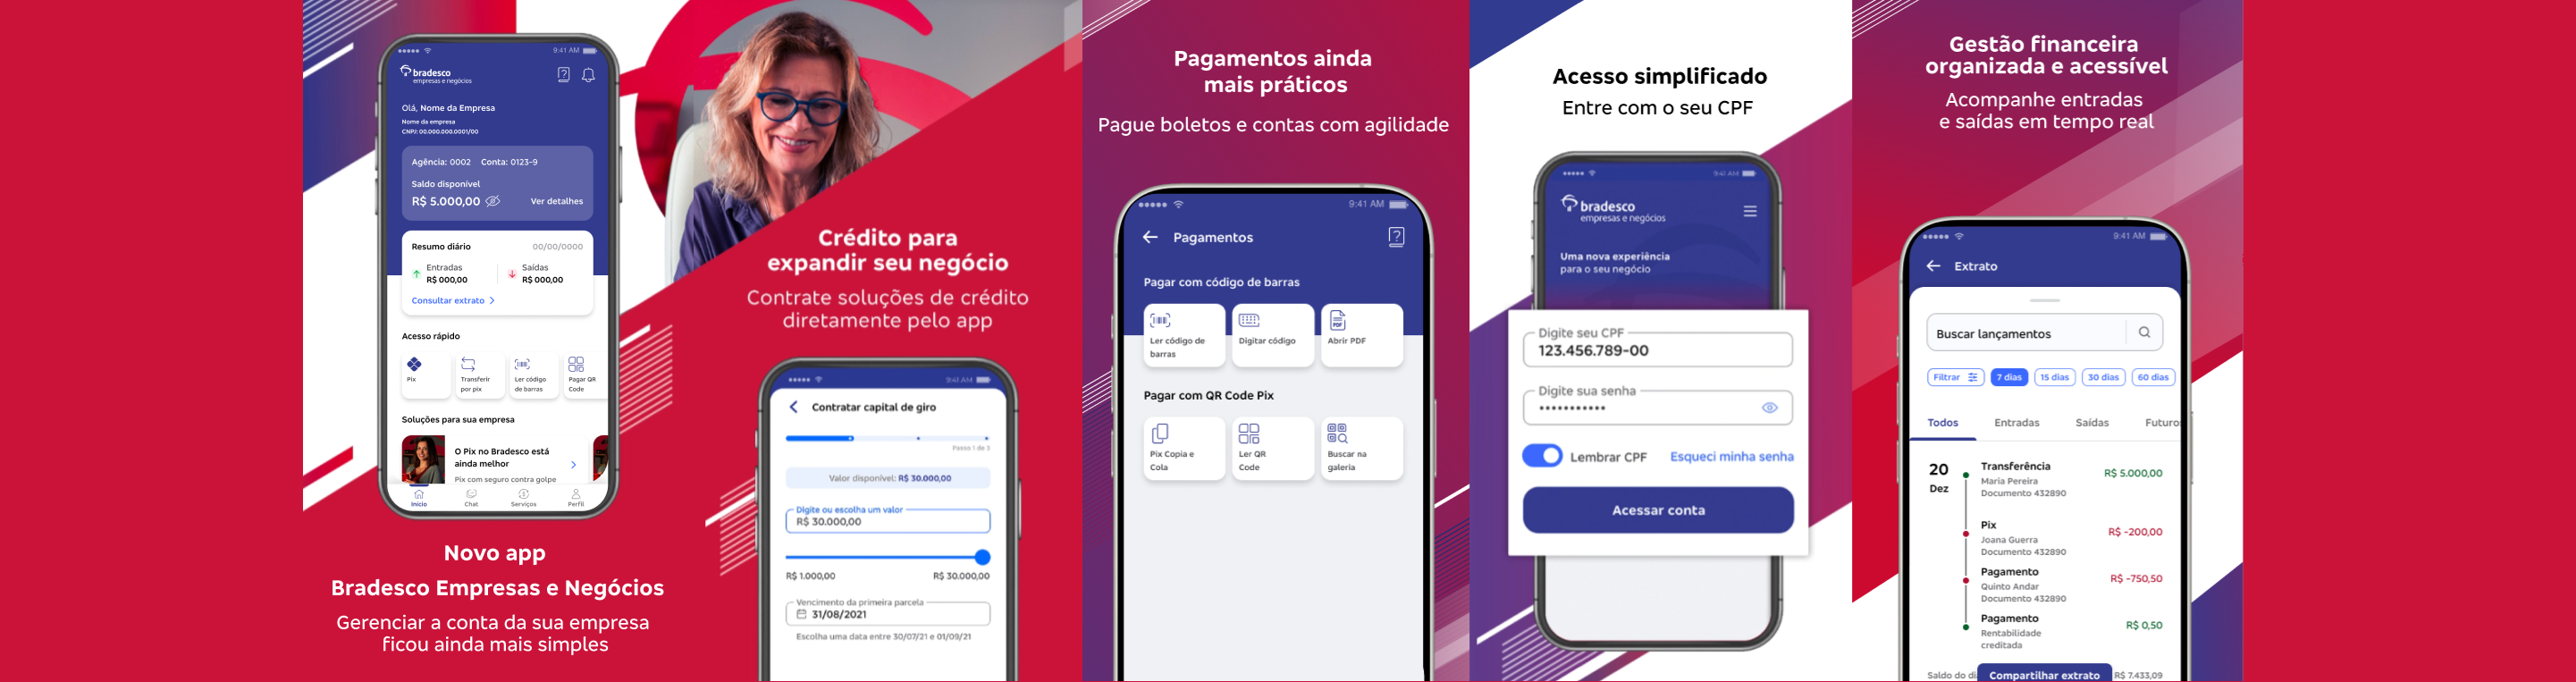 9:41 AM
bradesco
empresas e negócios
Olá, Nome da Empresa
Nome da empresa
CNPJ: 00.000.000.0001/00
Agência: 0002 Conta: 0123-9
Saldo disponível
R$ 5.000,00
Ver detalhes
Resumo diário
00/00/0000
Entradas
R$ 000,00
Saídas
R$ 000,00
Consultar extrato
Acesso rápido
Pix
Transferir
por pix
Ler código
de barras
Pagar QR
Code
Soluções para sua empresa
O Pix no Bradesco está
ainda melhor
Pix com seguro contra golpe
Início
Chat
Serviços
Perfil
Novo app
Bradesco Empresas e Negócios
Gerenciar a conta da sua empresa
ficou ainda mais simples
Crédito para
expandir seu negócio
Contrate soluções de crédito
diretamente pelo app
9:41 AM
Contratar capital de giro
Passo 1 de 3
Valor disponível: R$ 30.000,00
Digite ou escolha um valor
R$ 30.000,00
R$ 1.000,00
R$ 30.000,00
Vencimento da primeira parcela
31/08/2021
Escolha uma data entre 30/07/21 e 01/09/21
Pagamentos ainda
mais práticos
Pague boletos e contas com agilidade
9:41 AM
Pagamentos
Pagar com código de barras
Ler código de
barras
Digitar código
PDF
Abrir PDF
Pagar com QR Code Pix
Pix Copia e
Cola
Ler QR
Code
Buscar na
galeria
Acesso simplificado
Entre com o seu CPF
9:41 AM
bradesco
empresas e negócios
Uma nova experiência
para o seu negócio
Digite seu CPF
123.456.789-00
Digite sua senha
Lembrar CPF
Esqueci minha senha
Acessar conta
Gestão financeira
organizada e acessível
Acompanhe entradas
e saídas em tempo real
9:41 AM
Extrato
Buscar lançamentos
Filtrar
7 dias
15 dias
30 dias
60 dias
Todos
Entradas
Saídas
Futuro
20
Dez
Transferência
Maria Pereira
Documento 432890
R$ 5.000,00
Pix
Joana Guerra
Documento 432890
R$ -200,00
Pagamento
Quinto Andar
Documento 432890
R$ -750,50
Pagamento
Rentabilidade
creditada
R$ 0,50
Saldo do di
Compartilhar extrato
R$ 7.433,09